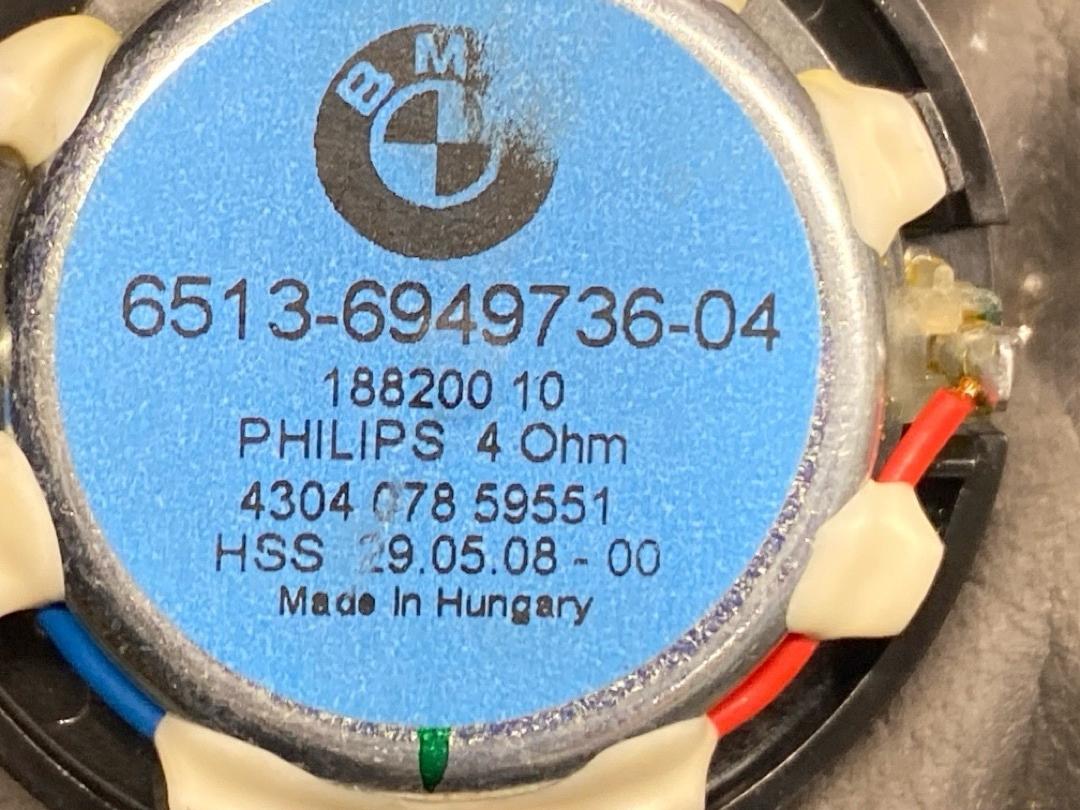 BM
6513-6949736-04
188200 10
PHILIPS 4 Ohm
4304 078 59551
HSS 29.05.08 - 00
Made In Hungary